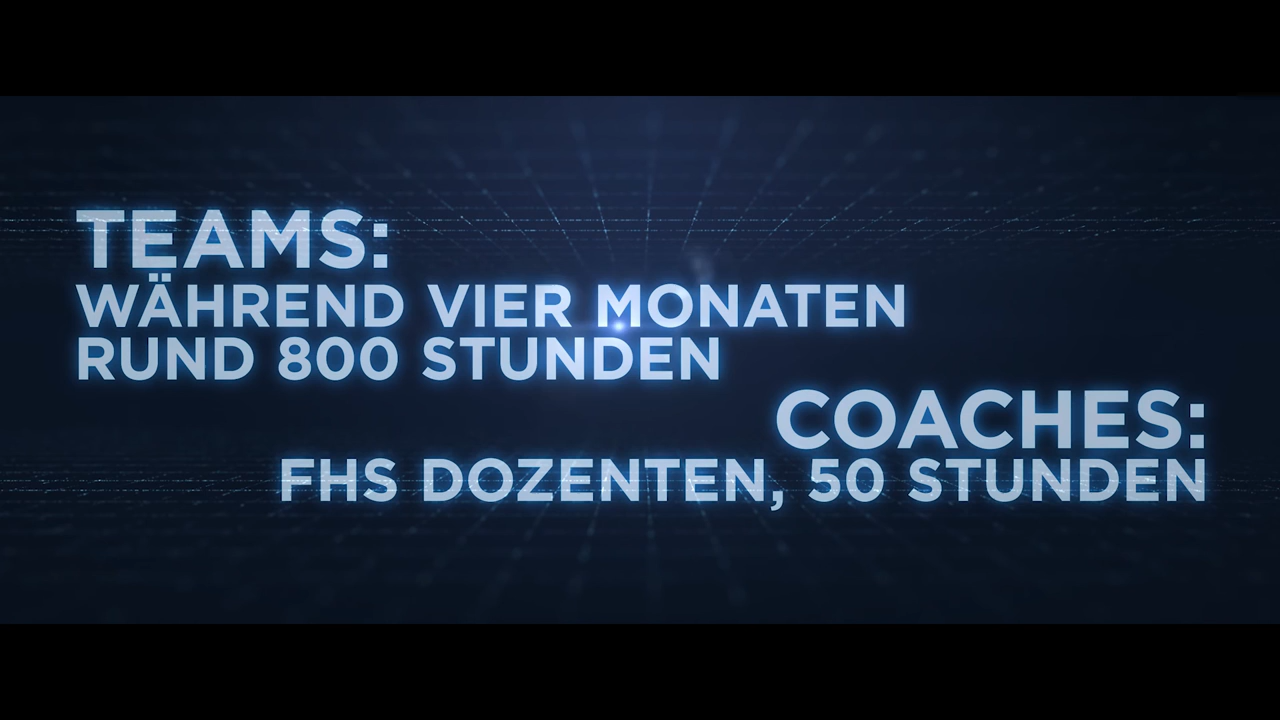 TEAMS:
WÄHREND VIER MONATEN
RUND 800 STUNDEN
COACHES:
FHS DOZENTEN, 50 STUNDEN